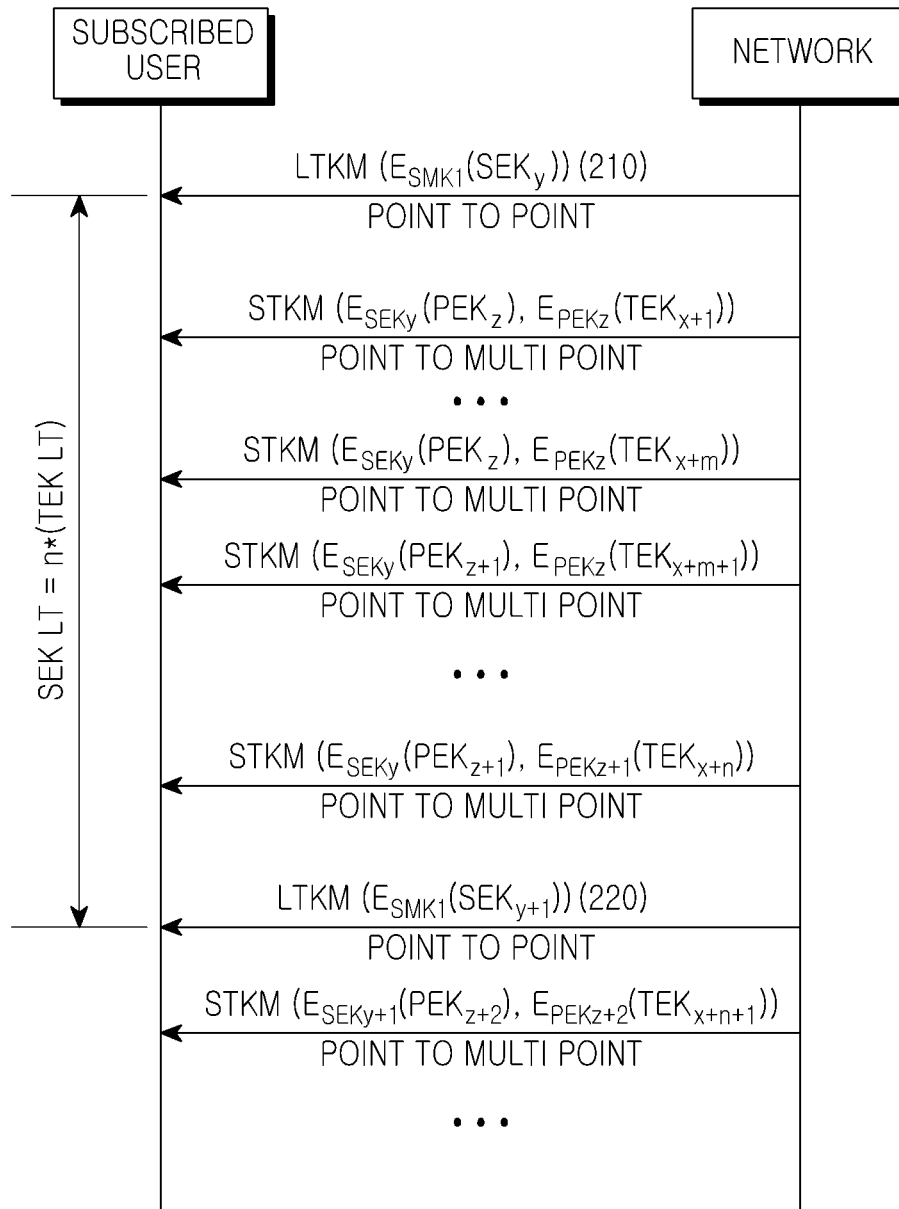 SUBSCRIBED
USER
NETWORK
LTKM (E_SMK1(SEK_y)) (210)
POINT TO POINT
STKM (E_SEKy(PEK_z), E_PEKz(TEK_x+1))
POINT TO MULTI POINT
• • •
STKM (E_SEKy(PEK_z), E_PEKz(TEK_x+m))
POINT TO MULTI POINT
STKM (E_SEKy(PEK_z+1), E_PEKz(TEK_x+m+1))
POINT TO MULTI POINT
• • •
SEK LT = n*(TEK LT)
STKM (E_SEKy(PEK_z+1), E_PEKz+1(TEK_x+n))
POINT TO MULTI POINT
LTKM (E_SMK1(SEK_y+1)) (220)
POINT TO POINT
STKM (E_SEKy+1(PEK_z+2), E_PEKz+2(TEK_x+n+1))
POINT TO MULTI POINT
• • •